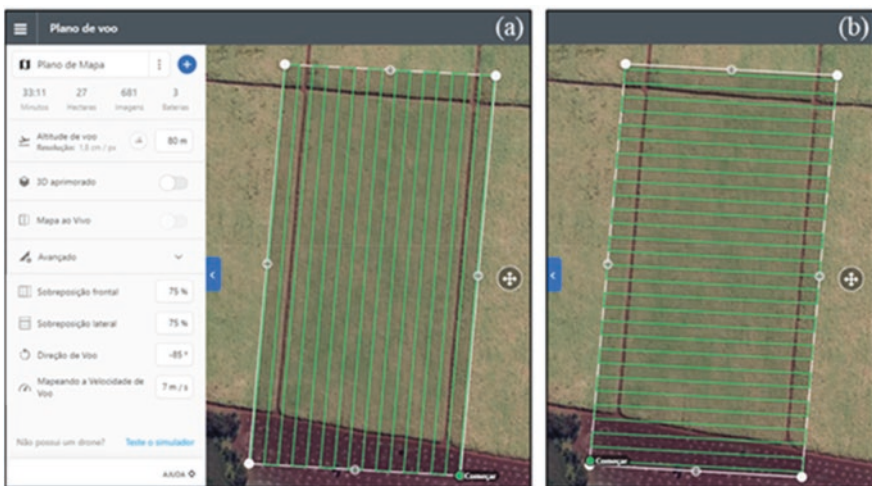 Plano de voo
(a)
(b)
Plano de Mapa
33:11 27 681 3
Minutos Hectares Imagens Baterias
Altitude de voo
Resolução: 1.8 cm / px
80 m
3D aprimorado
Mapa ao Vivo
Avançado
Sobreposição frontal
75 %
Sobreposição lateral
75 %
Direção de Voo
-85 °
Mapeando a Velocidade de Voo
7 m / s
Não possui um drone? Teste o simulador
AJUDA
Começar
Começar